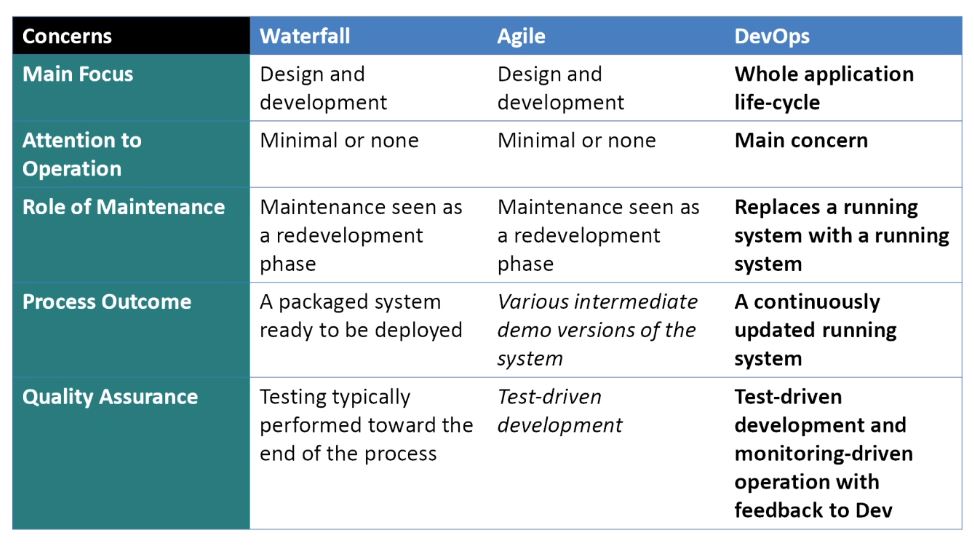 Concerns
Waterfall
Agile
DevOps
Main Focus
Design and
development
Design and
development
Whole application
life-cycle
Attention to
Operation
Minimal or none
Minimal or none
Main concern
Role of Maintenance
Maintenance seen as
a redevelopment
phase
Maintenance seen as
a redevelopment
phase
Replaces a running
system with a running
system
Process Outcome
A packaged system
ready to be deployed
Various intermediate
demo versions of the
system
A continuously
updated running
system
Quality Assurance
Testing typically
performed toward the
end of the process
Test-driven
development
Test-driven
development and
monitoring-driven
operation with
feedback to Dev